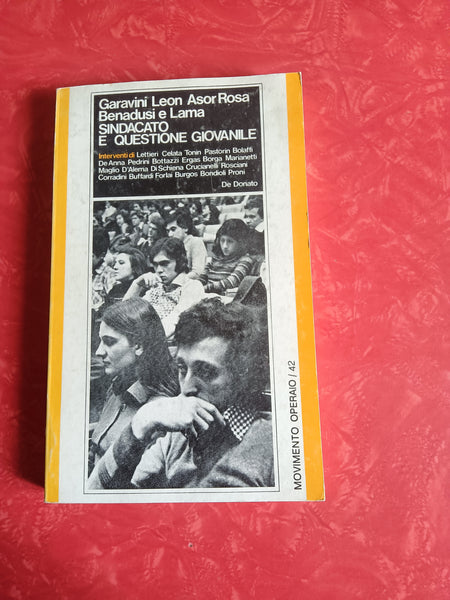 Garavini Leon Asor Rosa
Benadusi e Lama
SINDACATO
E QUESTIONE GIOVANILE
Interventi di Lettieri Celata Tonin Pastorin Bolaffi
De Anna Pedrini Bottazzi Ergas Borga Marianetti
Maglio D'Alema Di Schiena Crucianelli Rosciani
Corradini Buffardi Forlai Burgos Bondioli Proni
De Donato
MOVIMENTO OPERAIO / 42